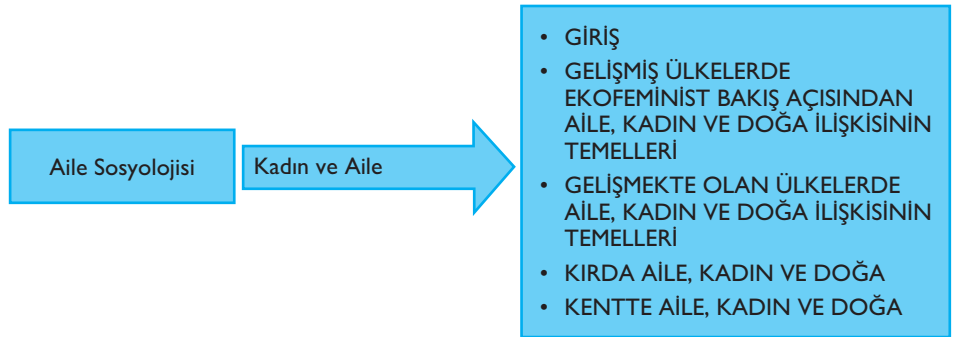 Aile Sosyolojisi
Kadın ve Aile
• GİRİŞ
• GELİŞMİŞ ÜLKELERDE
EKOFEMİNİST BAKIŞ AÇISINDAN
AİLE, KADIN VE DOĞA İLİŞKİSİNİN
TEMELLERİ
• GELİŞMEKTE OLAN ÜLKELERDE
AİLE, KADIN VE DOĞA İLİŞKİSİNİN
TEMELLERİ
• KIRDA AİLE, KADIN VE DOĞA
• KENTTE AİLE, KADIN VE DOĞA